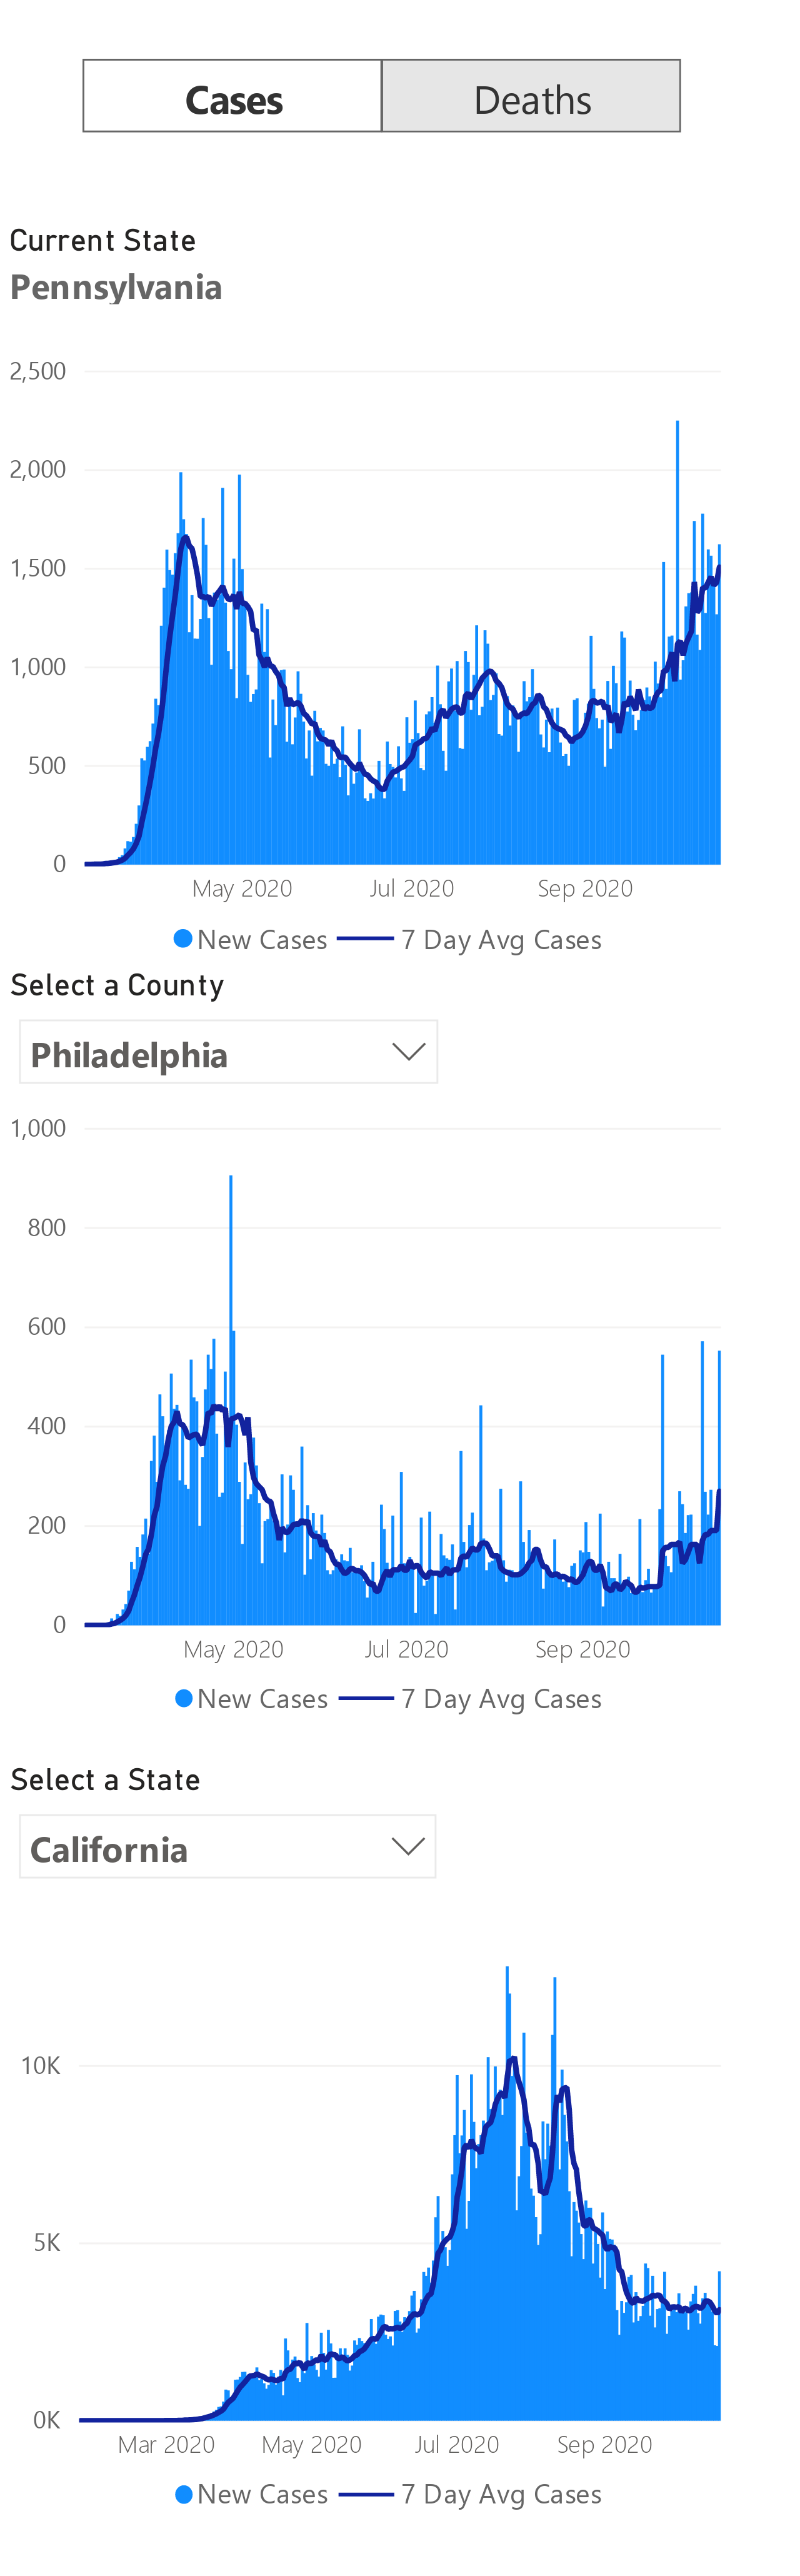 Cases Deaths
Current State
Pennsylvania
2,500
2,000
1,500
1,000
500
0
May 2020 Jul 2020 Sep 2020
New Cases 7 Day Avg Cases
Select a County
Philadelphia
1,000
800
600
400
200
0
May 2020 Jul 2020 Sep 2020
New Cases 7 Day Avg Cases
Select a State
California
10K
5K
0K
Mar 2020 May 2020 Jul 2020 Sep 2020
New Cases 7 Day Avg Cases